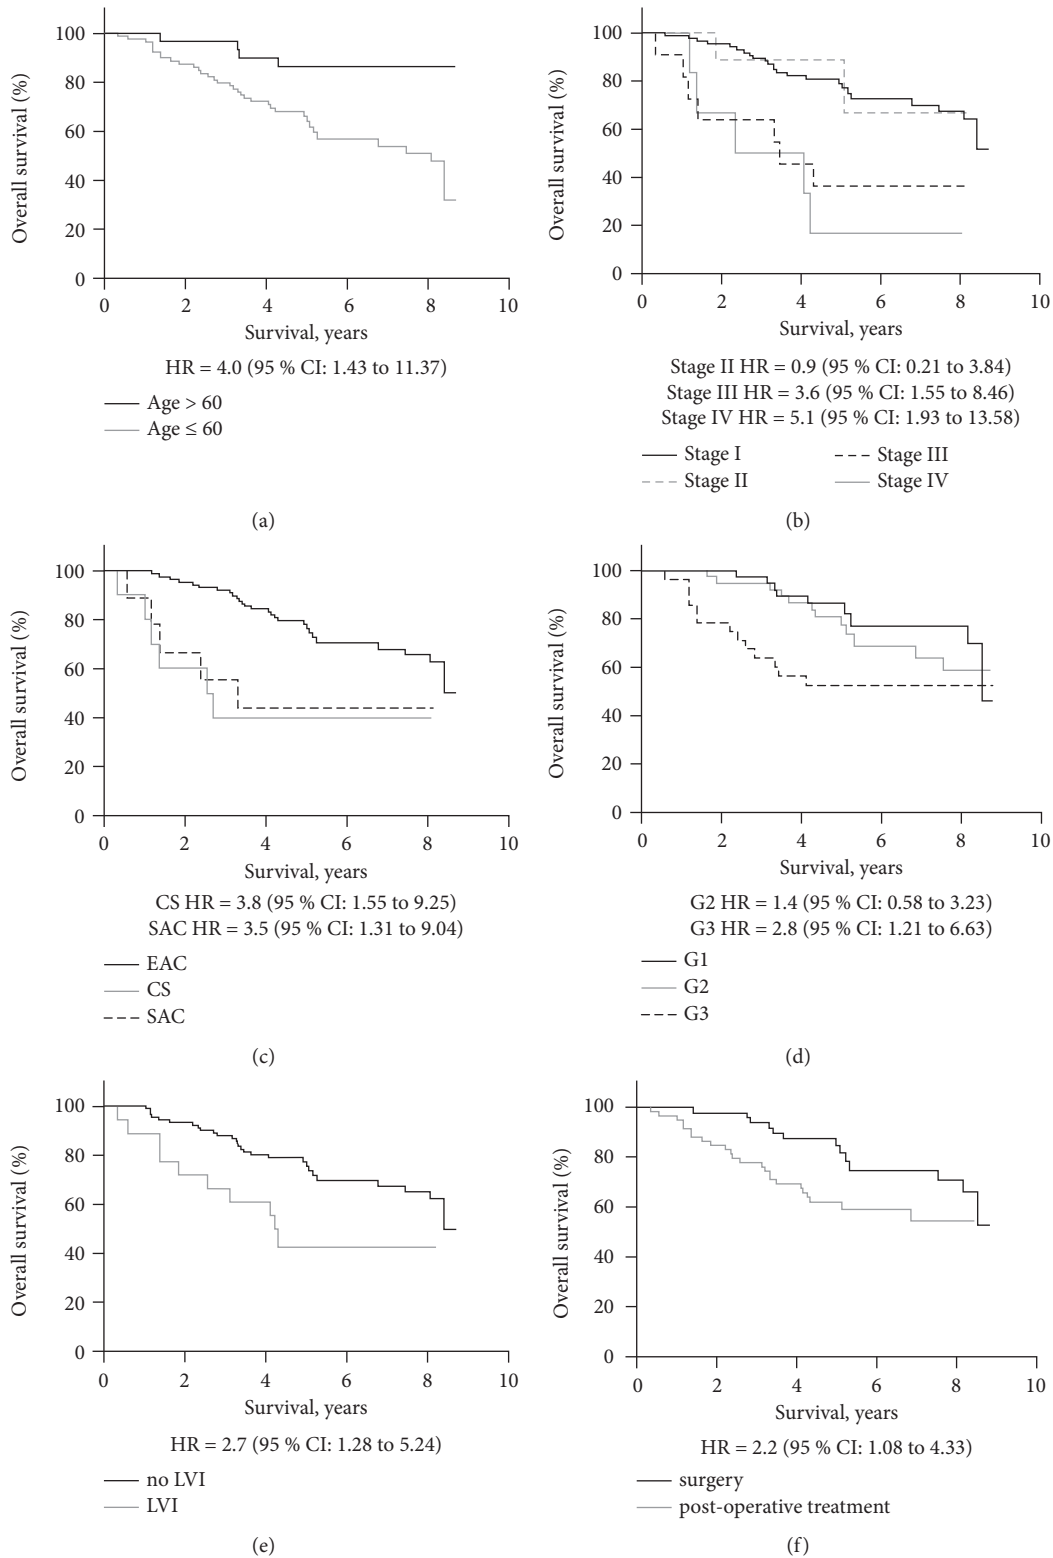 100
80
60
40
20
0
Overall survival (%)
0 2 4 6 8 10
Survival, years
HR = 4.0 (95 % CI: 1.43 to 11.37)
Age > 60
Age ≤ 60
(a)
100
80
60
40
20
0
Overall survival (%)
0 2 4 6 8 10
Survival, years
Stage II HR = 0.9 (95 % CI: 0.21 to 3.84)
Stage III HR = 3.6 (95 % CI: 1.55 to 8.46)
Stage IV HR = 5.1 (95 % CI: 1.93 to 13.58)
Stage I
Stage II
Stage III
Stage IV
(b)
100
80
60
40
20
0
Overall survival (%)
0 2 4 6 8 10
Survival, years
CS HR = 3.8 (95 % CI: 1.55 to 9.25)
SAC HR = 3.5 (95 % CI: 1.31 to 9.04)
EAC
CS
SAC
(c)
100
80
60
40
20
0
Overall survival (%)
0 2 4 6 8 10
Survival, years
G2 HR = 1.4 (95 % CI: 0.58 to 3.23)
G3 HR = 2.8 (95 % CI: 1.21 to 6.63)
G1
G2
G3
(d)
100
80
60
40
20
0
Overall survival (%)
0 2 4 6 8 10
Survival, years
HR = 2.7 (95 % CI: 1.28 to 5.24)
no LVI
LVI
(e)
100
80
60
40
20
0
Overall survival (%)
0 2 4 6 8 10
Survival, years
HR = 2.2 (95 % CI: 1.08 to 4.33)
surgery
post-operative treatment
(f)